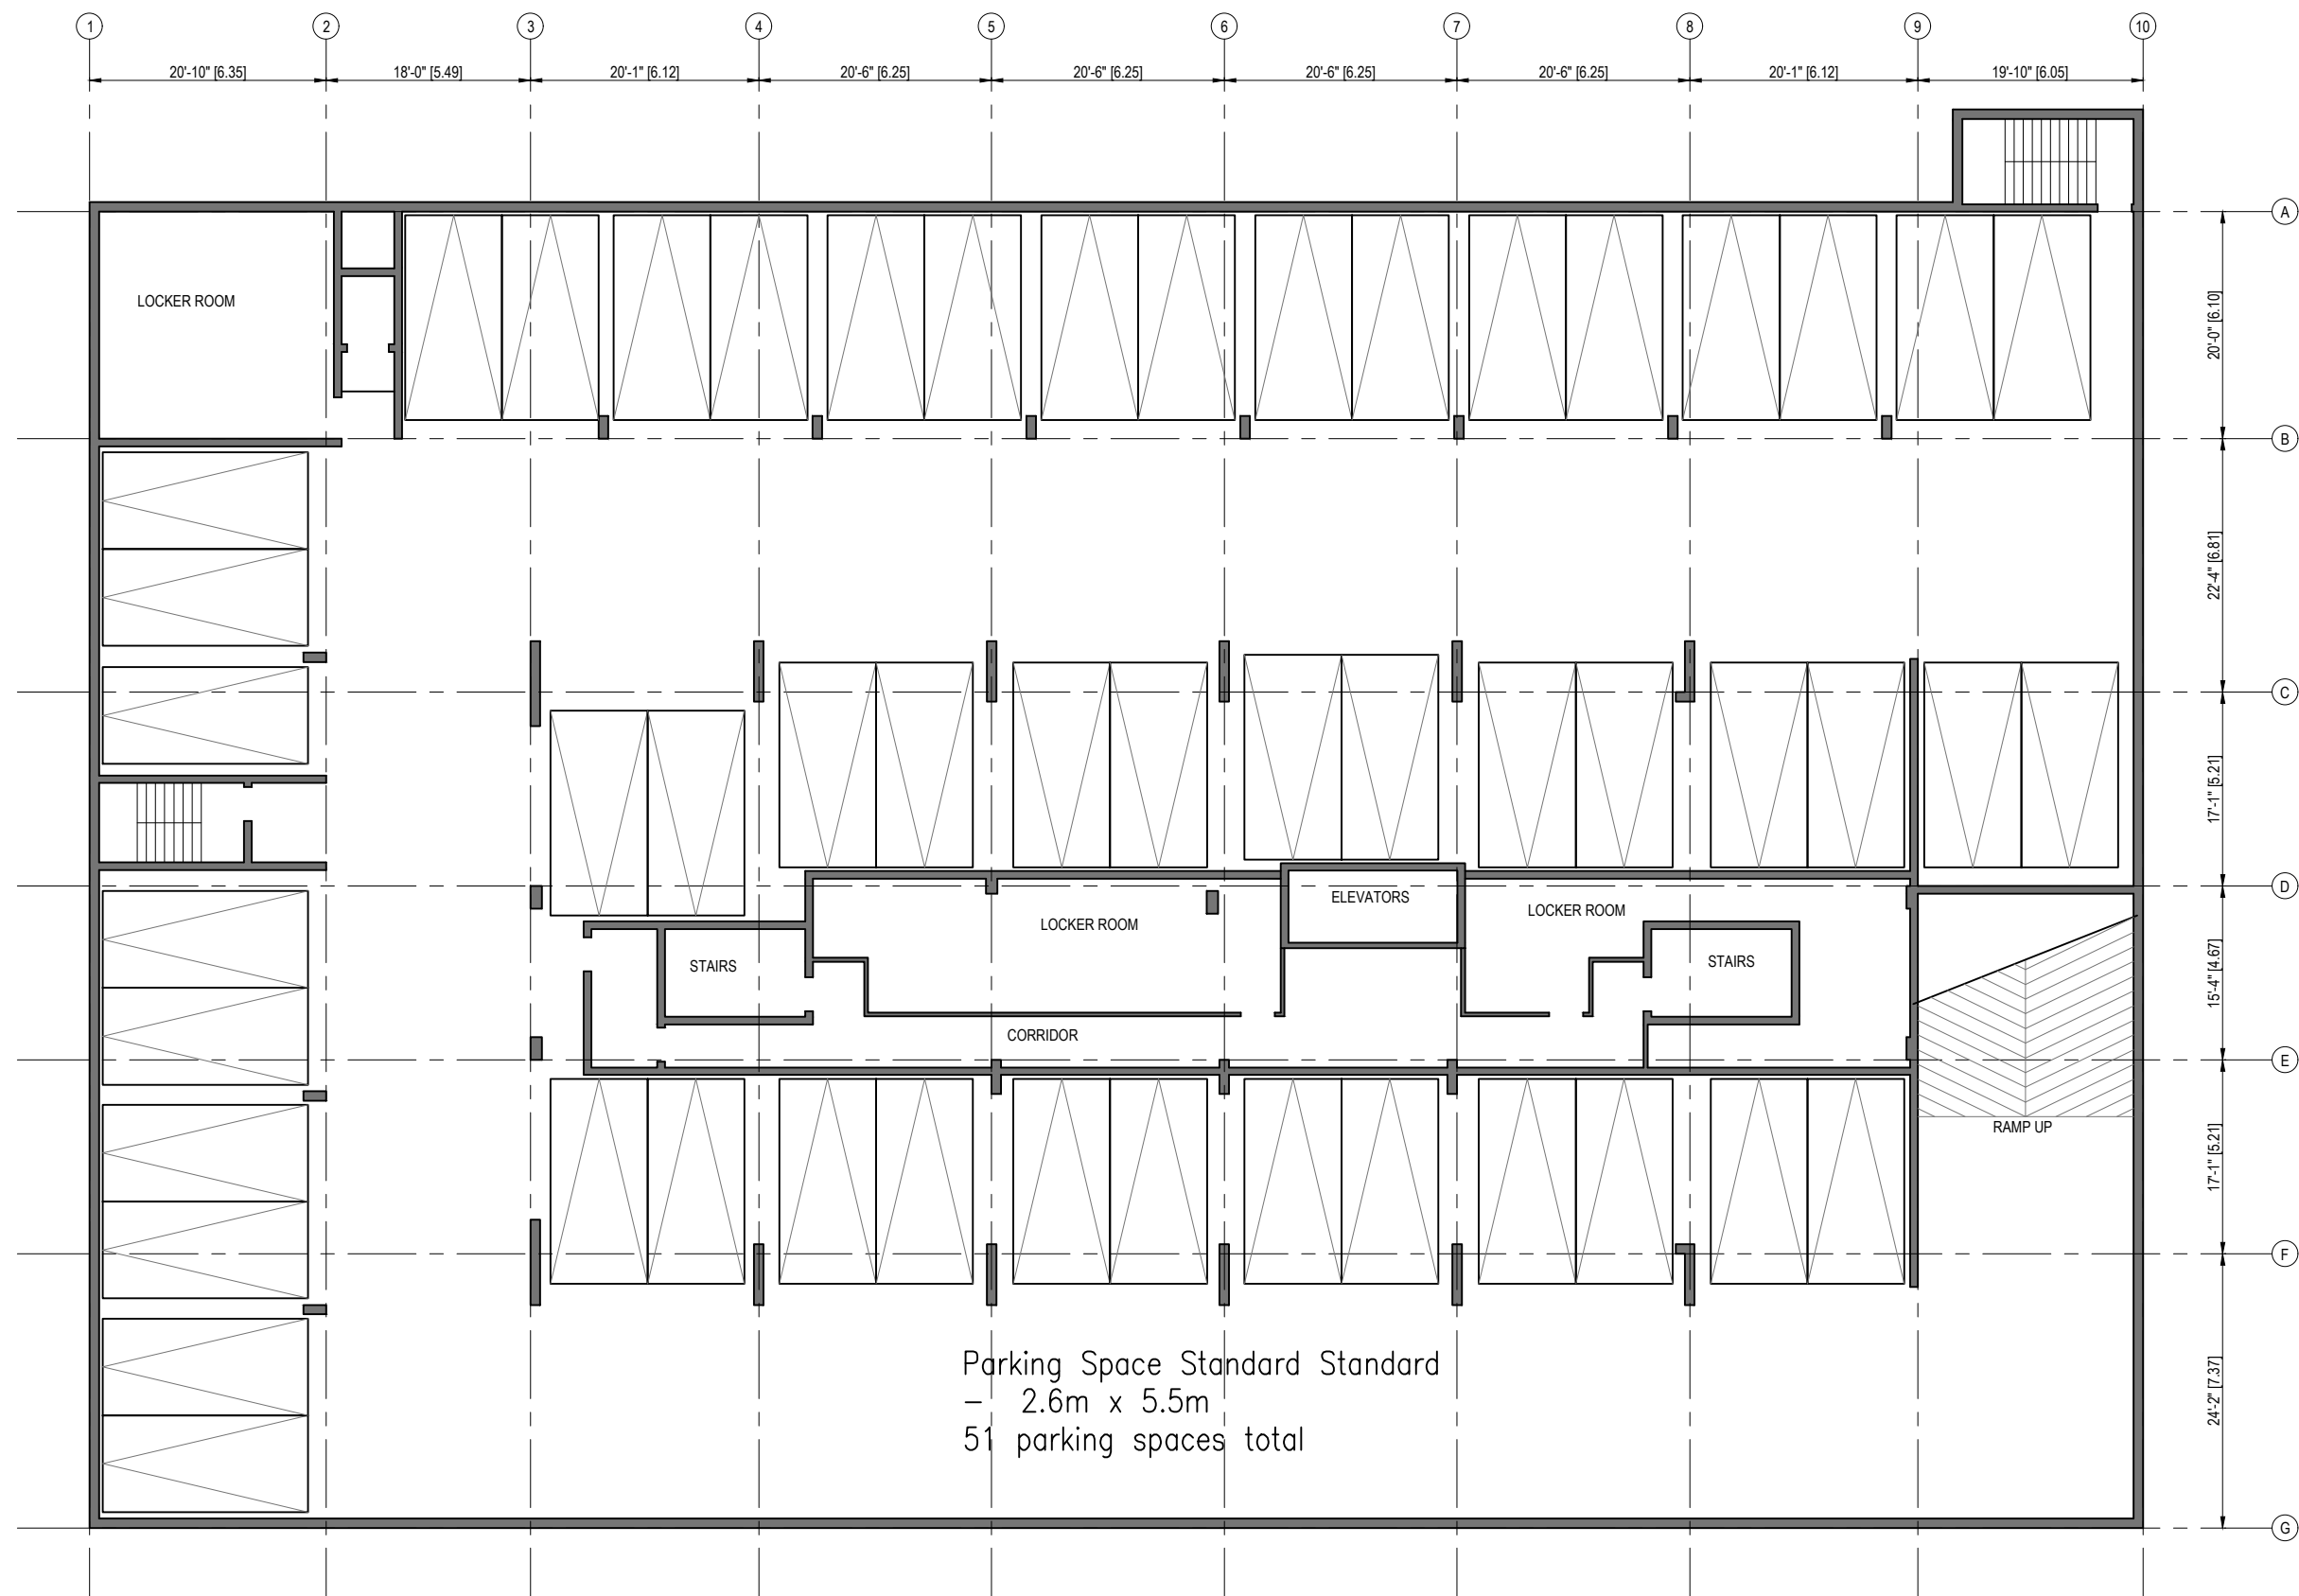 1 2 3 4 5 6 7 8 9 10
20'-10" [6.35] 18'-0" [5.49] 20'-1" [6.12] 20'-6" [6.25] 20'-6" [6.25] 20'-6" [6.25] 20'-6" [6.25] 20'-1" [6.12] 19'-10" [6.05]
A
LOCKER ROOM
20'-0" [6.10]
B
22'-4" [6.81]
C
17'-1" [5.21]
D
ELEVATORS
LOCKER ROOM
LOCKER ROOM
STAIRS
STAIRS
15'-4" [4.67]
CORRIDOR
E
RAMP UP
17'-1" [5.21]
F
Parking Space Standard Standard
- 2.6m x 5.5m
51 parking spaces total
24'-2" [7.37]
G